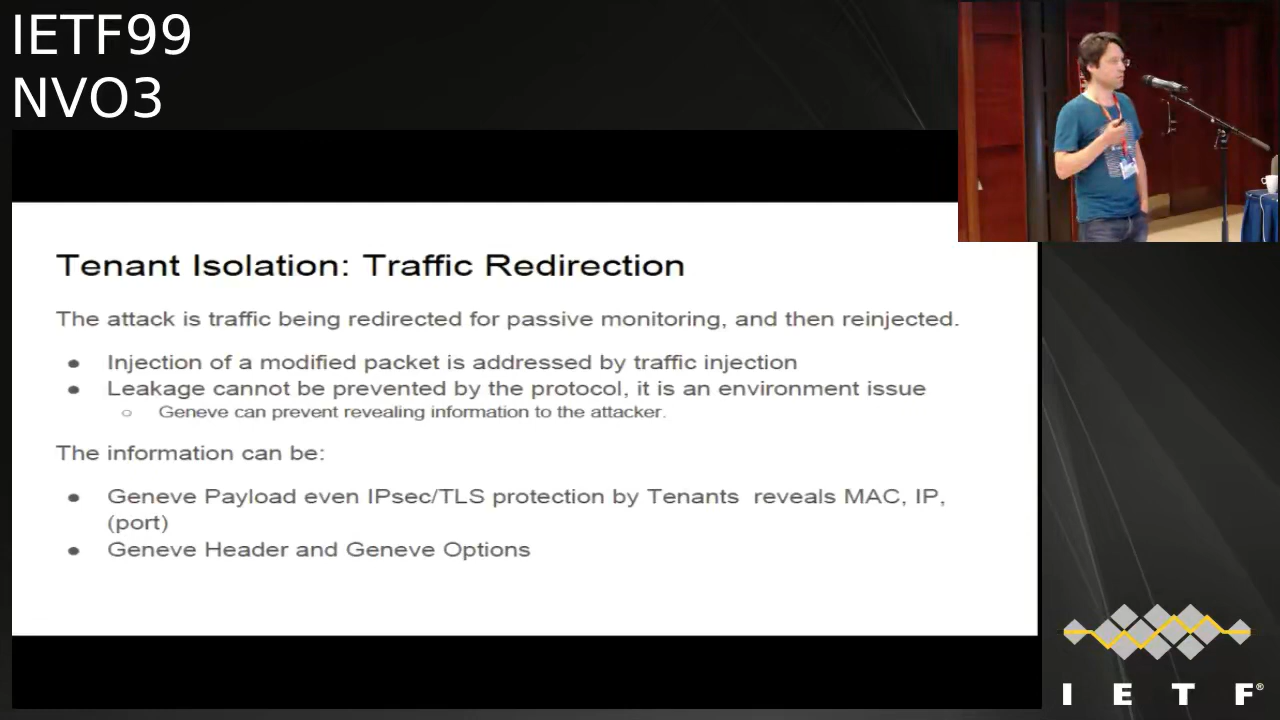 IETF99
NVO3
Tenant Isolation: Traffic Redirection
The attack is traffic being redirected for passive monitoring, and then reinjected.
● Injection of a modified packet is addressed by traffic injection
● Leakage cannot be prevented by the protocol, it is an environment issue
○ Geneve can prevent revealing information to the attacker.
The information can be:
● Geneve Payload even IPsec/TLS protection by Tenants reveals MAC, IP,
(port)
● Geneve Header and Geneve Options
I E T F®